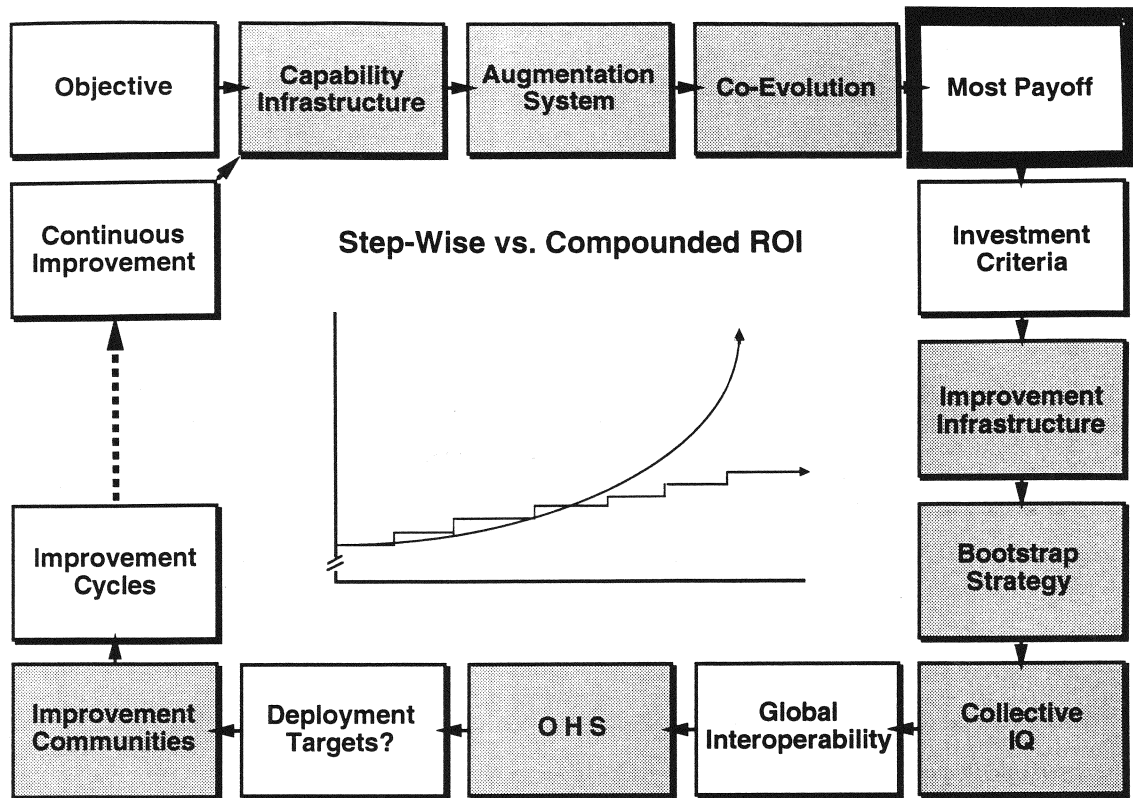 Objective
Capability
Infrastructure
Augmentation
System
Co-Evolution
Most Payoff
Continuous
Improvement
Step-Wise vs. Compounded ROI
Investment
Criteria
Improvement
Infrastructure
Improvement
Cycles
Bootstrap
Strategy
Improvement
Communities
Deployment
Targets?
O H S
Global
Interoperability
Collective
IQ